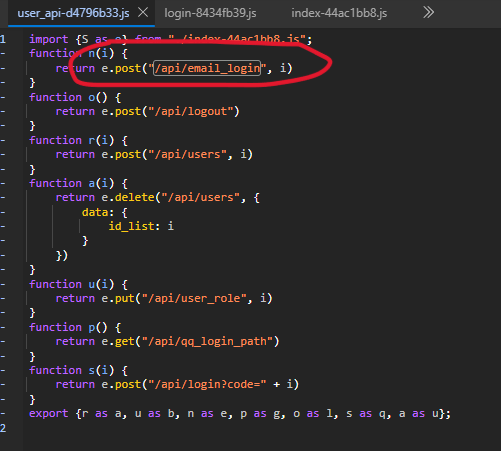 user_api-d4796b33.js login-8434fb39.js index-44ac1bb8.js
1 import {S as e} from "./index-44ac1bb8.js";
- function n(i) {
- return e.post("/api/email_login", i)
- }
- function o() {
- return e.post("/api/logout")
- }
- function r(i) {
- return e.post("/api/users", i)
- }
- function a(i) {
- return e.delete("/api/users", {
- data: {
- id_list: i
- }
- })
- }
- function u(i) {
- return e.put("/api/user_role", i)
- }
- function p() {
- return e.get("/api/qq_login_path")
- }
- function s(i) {
- return e.post("/api/login?code=" + i)
- }
- export {r as a, u as b, n as e, p as g, o as l, s as q, a as u};
2